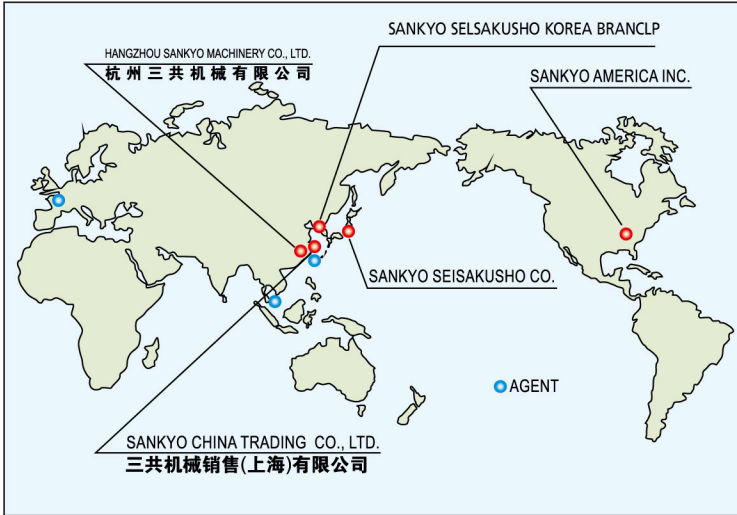 SANKYO SELSAKUSHO KOREA BRANCLP
HANGZHOU SANKYO MACHINERY CO., LTD.
杭州三共机械有限公司
SANKYO AMERICA INC.
SANKYO SEISAKUSHO CO.
AGENT
SANKYO CHINA TRADING CO., LTD.
三共机械销售(上海)有限公司